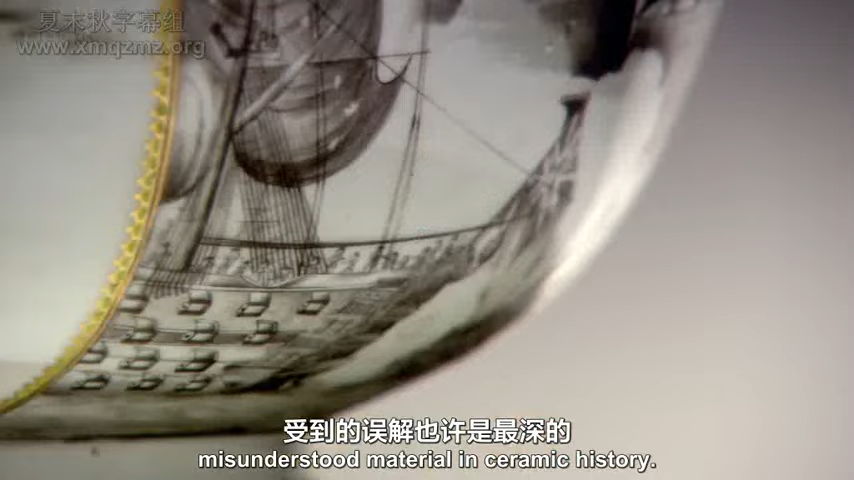 夏末秋字幕组
www.xmqzmz.org
受到的误解也许是最深的
misunderstood material in ceramic history.